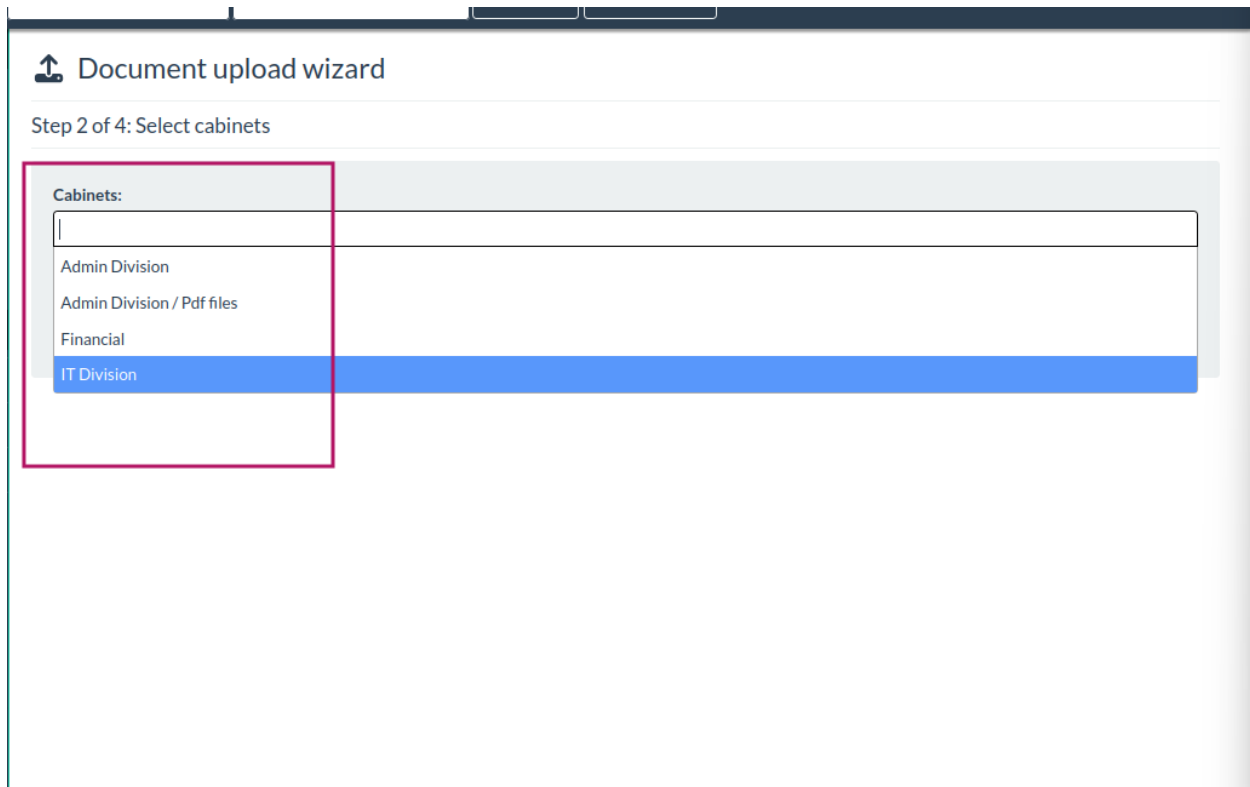 Document upload wizard
Step 2 of 4: Select cabinets
Cabinets:
Admin Division
Admin Division / Pdf files
Financial
IT Division